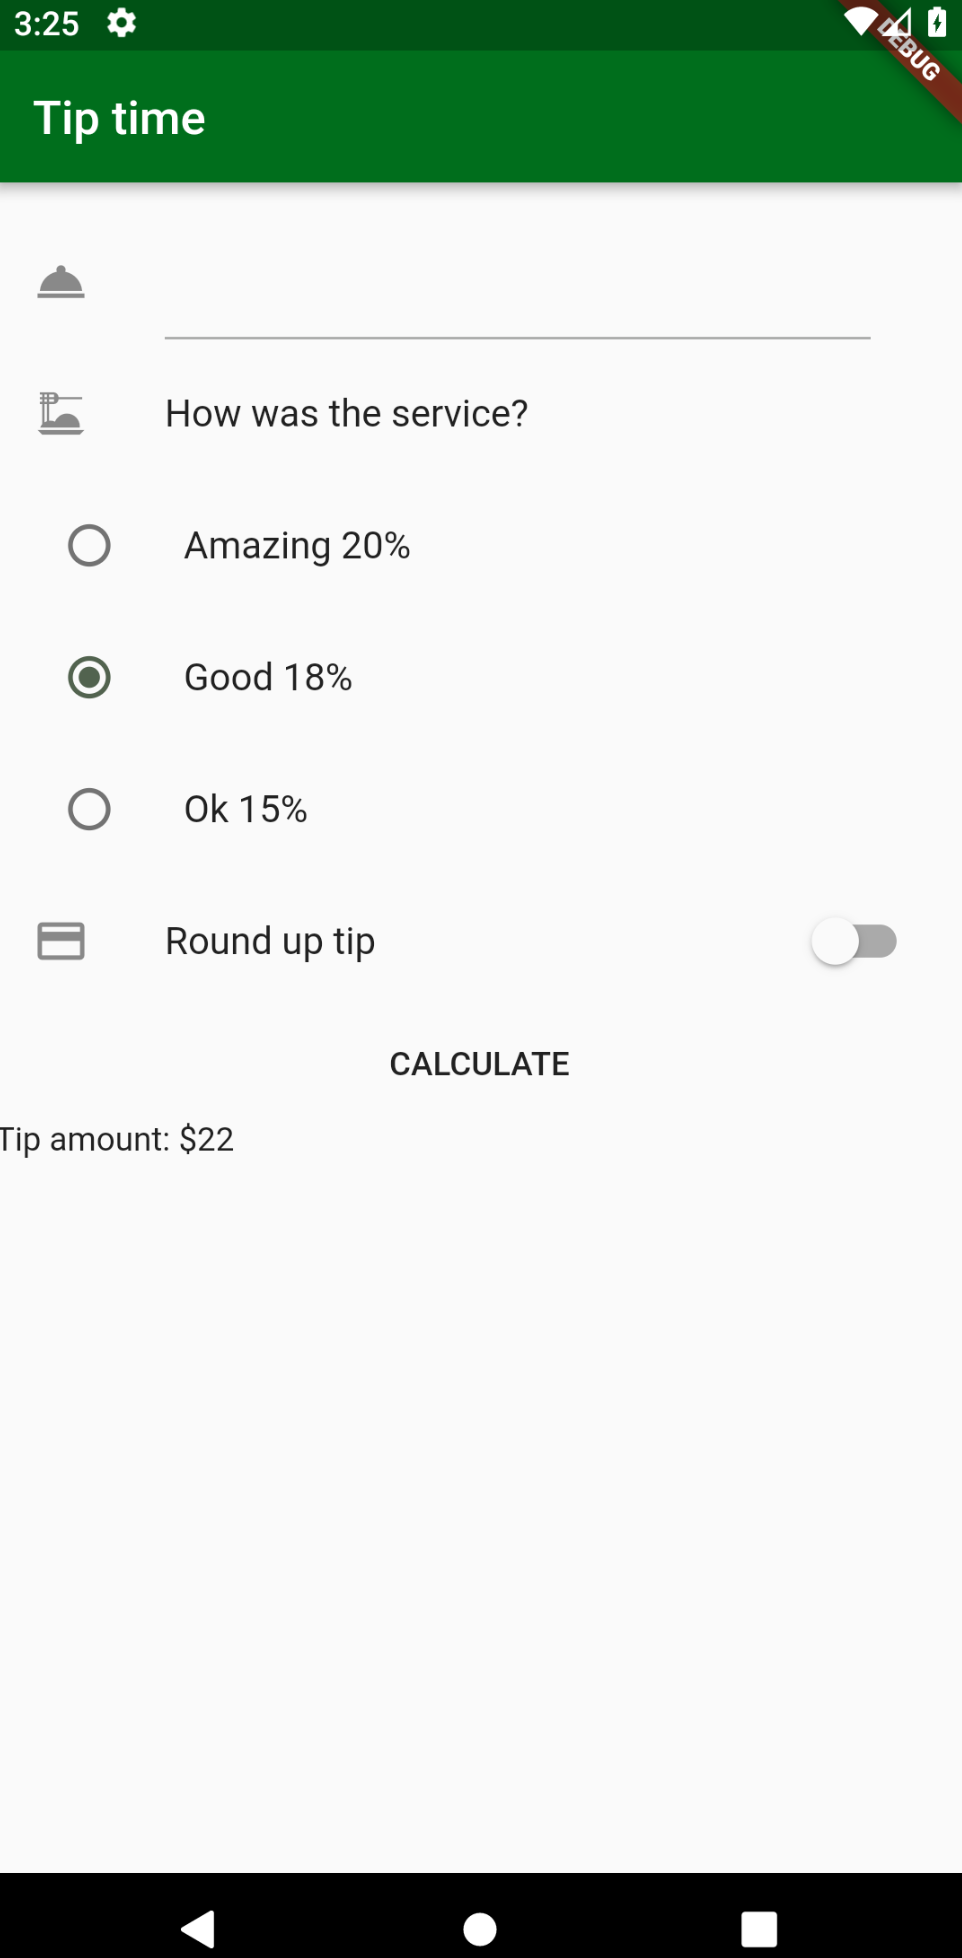 3:25
DEBUG
Tip time
How was the service?
Amazing 20%
Good 18%
Ok 15%
Round up tip
CALCULATE
Tip amount: $22